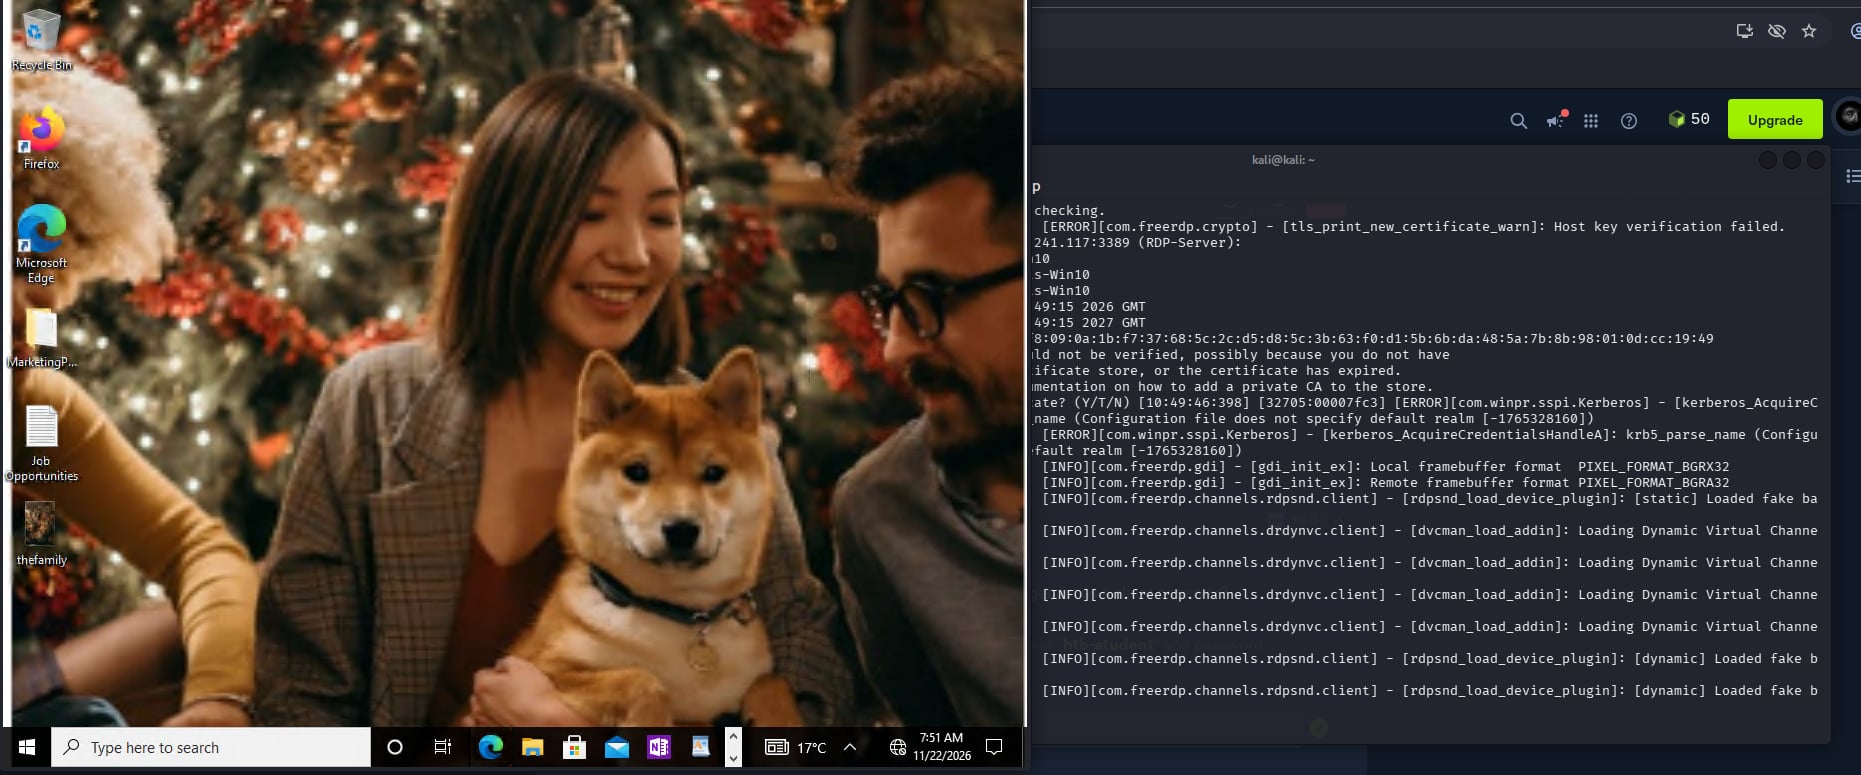 Recycle Bin
Firefox
Microsoft
Edge
MarketingP...
Job
Opportunities
thefamily
Type here to search
17°C
7:51 AM
11/22/2026
50
Upgrade
kali@kali: ~
p
checking.
[ERROR][com.freerdp.crypto] - [tls_print_new_certificate_warn]: Host key verification failed.
241.117:3389 (RDP-Server):
10
s-Win10
s-Win10
49:15 2026 GMT
49:15 2027 GMT
8:09:0a:1b:f7:37:68:5c:2c:d5:d8:5c:3b:63:f0:d1:5b:6b:da:48:5a:7b:8b:98:01:0d:cc:19:49
ld not be verified, possibly because you do not have
ificate store, or the certificate has expired.
mentation on how to add a private CA to the store.
ate? (Y/T/N) [10:49:46:398] [32705:00007fc3] [ERROR][com.winpr.sspi.Kerberos] - [kerberos_AcquireC
_name (Configuration file does not specify default realm [-1765328160])
[ERROR][com.winpr.sspi.Kerberos] - [kerberos_AcquireCredentialsHandleA]: krb5_parse_name (Configu
efault realm [-1765328160])
[INFO][com.freerdp.gdi] - [gdi_init_ex]: Local framebuffer format  PIXEL_FORMAT_BGRX32
[INFO][com.freerdp.gdi] - [gdi_init_ex]: Remote framebuffer format PIXEL_FORMAT_BGRA32
[INFO][com.freerdp.channels.rdpsnd.client] - [rdpsnd_load_device_plugin]: [static] Loaded fake ba
[INFO][com.freerdp.channels.drdynvc.client] - [dvcman_load_addin]: Loading Dynamic Virtual Channe
[INFO][com.freerdp.channels.drdynvc.client] - [dvcman_load_addin]: Loading Dynamic Virtual Channe
[INFO][com.freerdp.channels.drdynvc.client] - [dvcman_load_addin]: Loading Dynamic Virtual Channe
[INFO][com.freerdp.channels.drdynvc.client] - [dvcman_load_addin]: Loading Dynamic Virtual Channe
htb-student
[INFO][com.freerdp.channels.rdpsnd.client] - [rdpsnd_load_device_plugin]: [dynamic] Loaded fake b
[INFO][com.freerdp.channels.rdpsnd.client] - [rdpsnd_load_device_plugin]: [dynamic] Loaded fake b